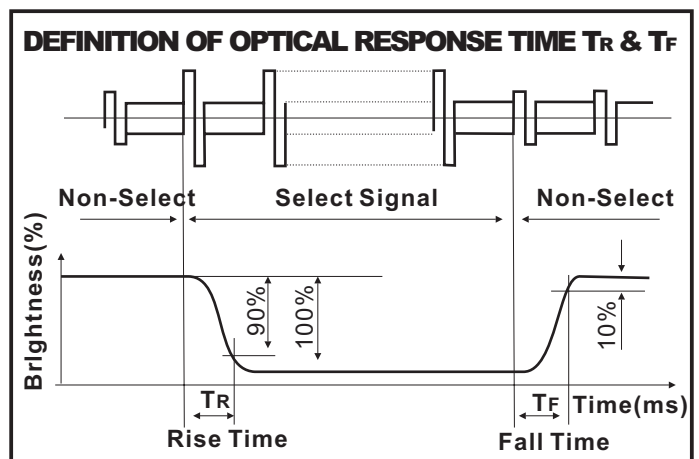 DEFINITION OF OPTICAL RESPONSE TIME TR & TF
Non-Select
Select Signal
Non-Select
BrIghtness(%)
90%
100%
10%
TR
TF
Time(ms)
Rise Time
Fall Time